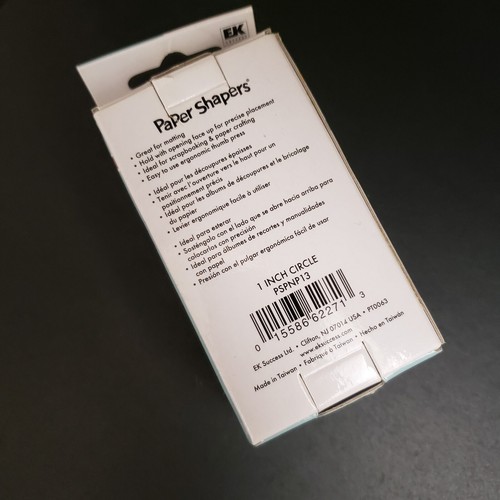 EK
Paper Shapers®
• Great for matting
• Hold with opening face up for precise placement
• Ideal for scrapbooking & paper crafting
• Easy to use ergonomic thumb press
• Idéal pour les découpures épaisses
• Tenir avec l'ouverture vers le haut pour un
positionnement précis
• Idéal pour les albums de découpures et le bricolage
du papier
• Levier ergonomique facile à utiliser
• Ideal para esterar
• Sosténgalo con el lado que se abre hacia arriba para
colocarlos con precisión
• Ideal para álbumes de recortes y manualidades
con papel
• Presión con el pulgar ergonómica fácil de usar
1 INCH CIRCLE
PSPNP13
0 15586 62271 3
EK Success Ltd. • Clifton, NJ 07014 USA • PT0063
www.eksuccess.com
Made in Taiwan • Fabriqué à Taiwan • Hecho en Taiwán